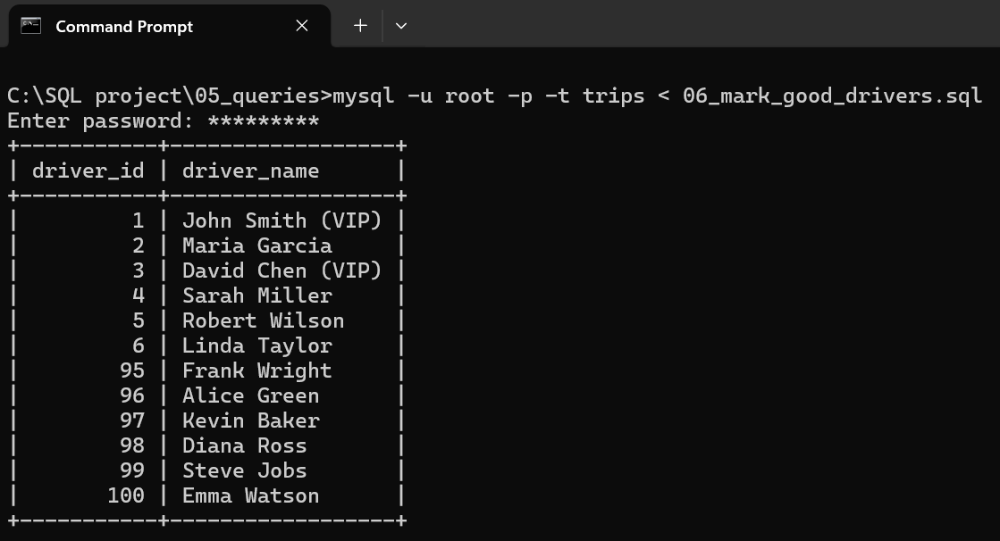 Command Prompt
C:\SQL project\05_queries>mysql -u root -p -t trips < 06_mark_good_drivers.sql
Enter password: *********
+-----------+------------------+
| driver_id | driver_name      |
+-----------+------------------+
|         1 | John Smith (VIP) |
|         2 | Maria Garcia     |
|         3 | David Chen (VIP) |
|         4 | Sarah Miller     |
|         5 | Robert Wilson    |
|         6 | Linda Taylor     |
|        95 | Frank Wright     |
|        96 | Alice Green      |
|        97 | Kevin Baker      |
|        98 | Diana Ross       |
|        99 | Steve Jobs       |
|       100 | Emma Watson      |
+-----------+------------------+